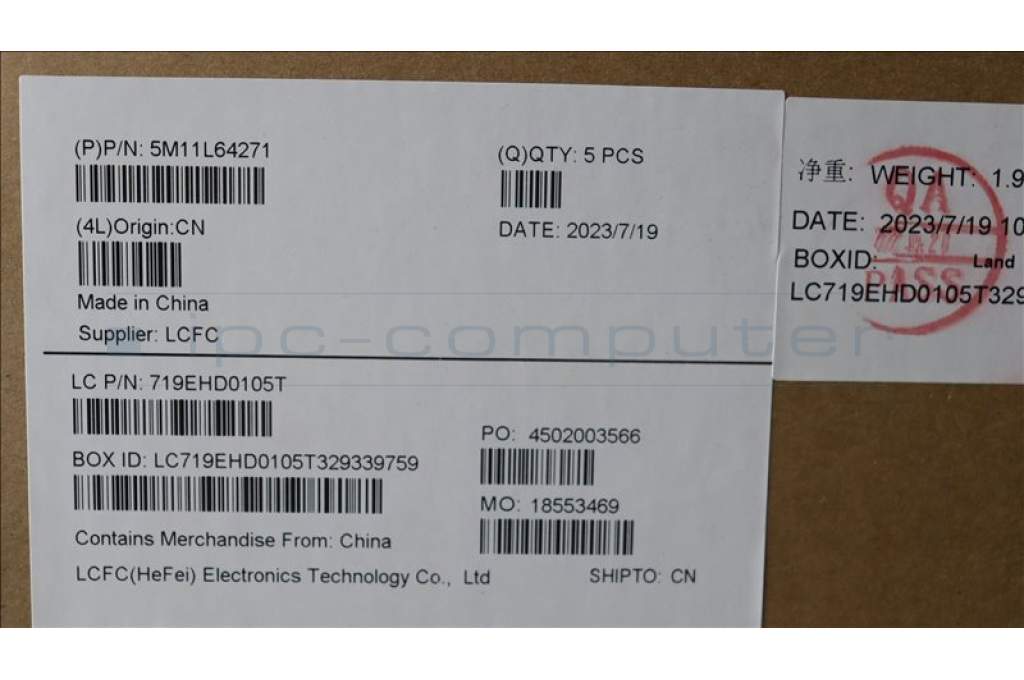 (P)P/N: 5M11L64271
(Q)QTY: 5 PCS
(4L)Origin:CN
DATE: 2023/7/19
Made in China
Supplier: LCFC
LC P/N: 719EHD0105T
PO: 4502003566
BOX ID: LC719EHD0105T329339759
MO: 18553469
Contains Merchandise From: China
LCFC(HeFei) Electronics Technology Co., Ltd
SHIPTO: CN
净重: WEIGHT: 1.9
DATE: 2023/7/19 10
BOXID: Land
LC719EHD0105T329
QA
PASS
ipc-computer